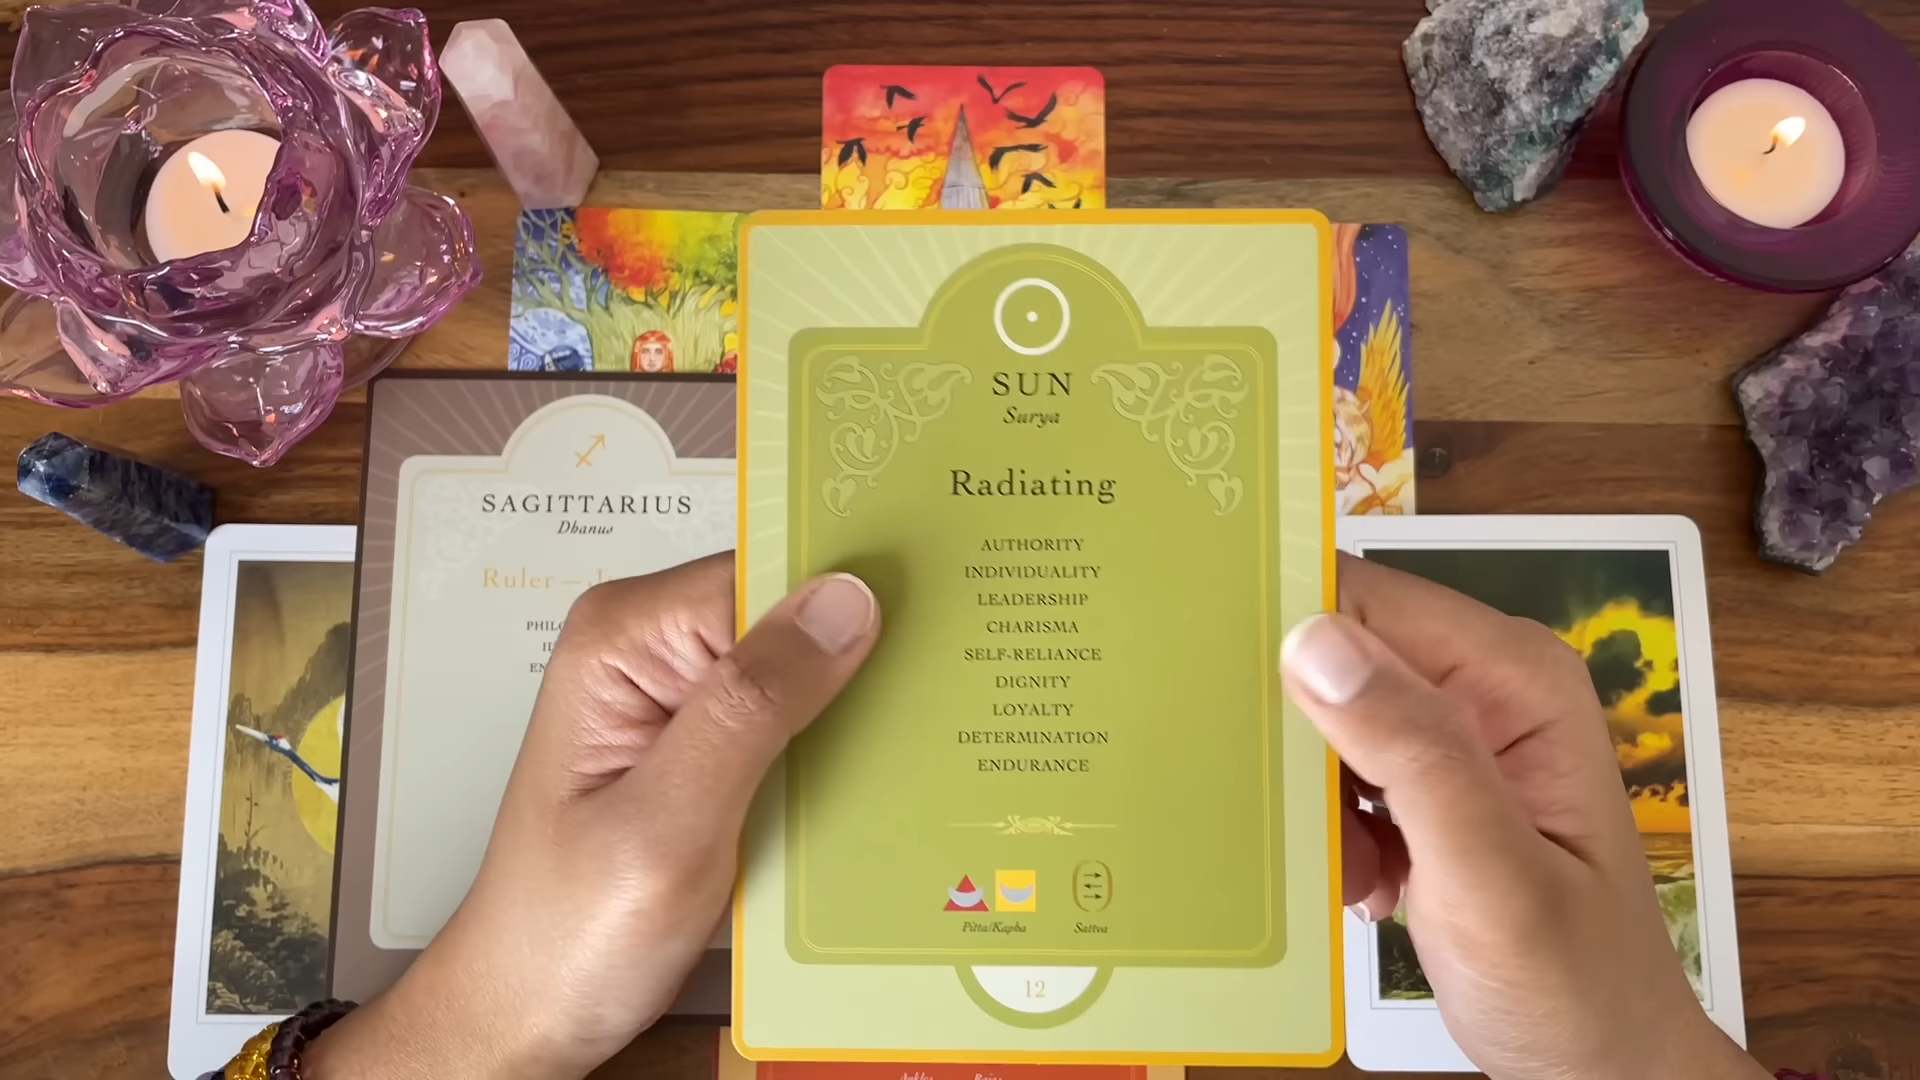 SUN
Surya
Radiating
AUTHORITY
INDIVIDUALITY
LEADERSHIP
CHARISMA
SELF-RELIANCE
DIGNITY
LOYALTY
DETERMINATION
ENDURANCE
Pitta/Kapha
Sattva
12
SAGITTARIUS
Dhanus
Ruler—